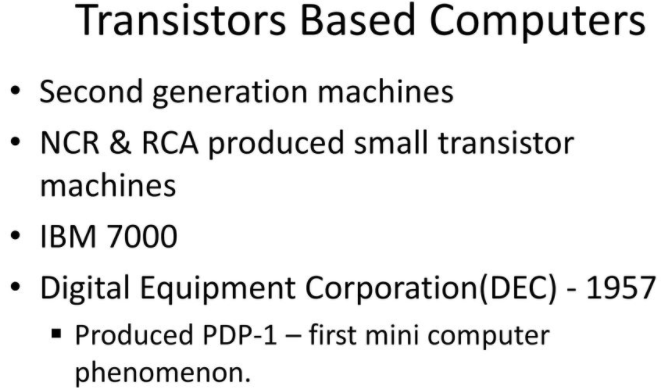 Transistors Based Computers
• Second generation machines
• NCR & RCA produced small transistor
machines
• IBM 7000
• Digital Equipment Corporation(DEC) - 1957
▪ Produced PDP-1 – first mini computer
phenomenon.